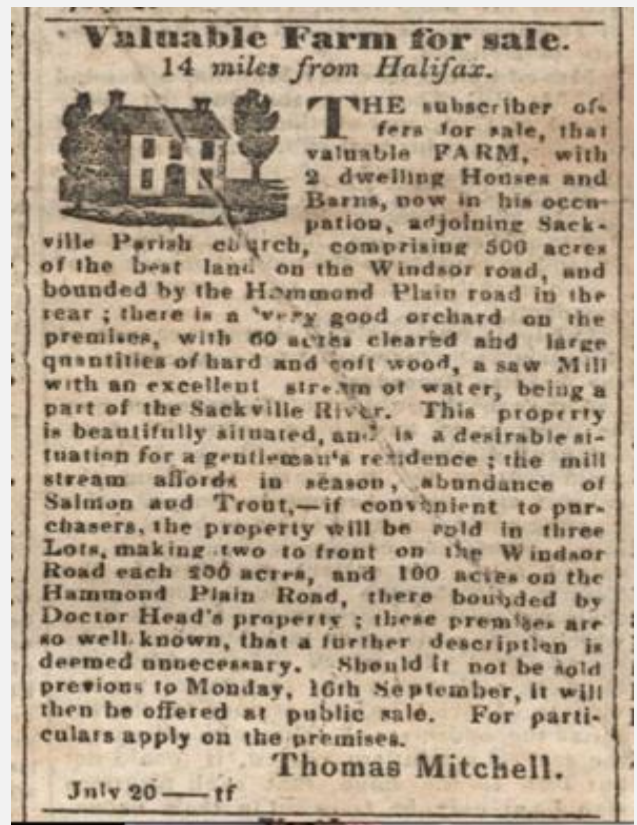 Valuable Farm for sale.
14 miles from Halifax.
THE subscriber of-
fers for sale, that
valuable FARM, with
2 dwelling Houses and
Barns, now in his occu-
pation, adjoining Sack-
ville Parish church, comprising 500 acres
of the best land on the Windsor road, and
bounded by the Hammond Plain road in the
rear ; there is a very good orchard on the
premises, with 60 acres cleared and large
quantities of hard and soft wood, a saw Mill
with an excellent stream of water, being a
part of the Sackville River. This property
is beautifully situated, and is a desirable si-
tuation for a gentleman's residence ; the mill
stream affords in season, abundance of
Salmon and Trout,—if convenient to pur-
chasers, the property will be sold in three
Lots, making two to front on the Windsor
Road each 200 acres, and 100 acres on the
Hammond Plain Road, there bounded by
Doctor Head's property ; these premises are
so well known, that a further description is
deemed unnecessary. Should it not be sold
previous to Monday, 16th September, it will
then be offered at public sale. For parti-
culars apply on the premises.
Thomas Mitchell.
July 20——tf